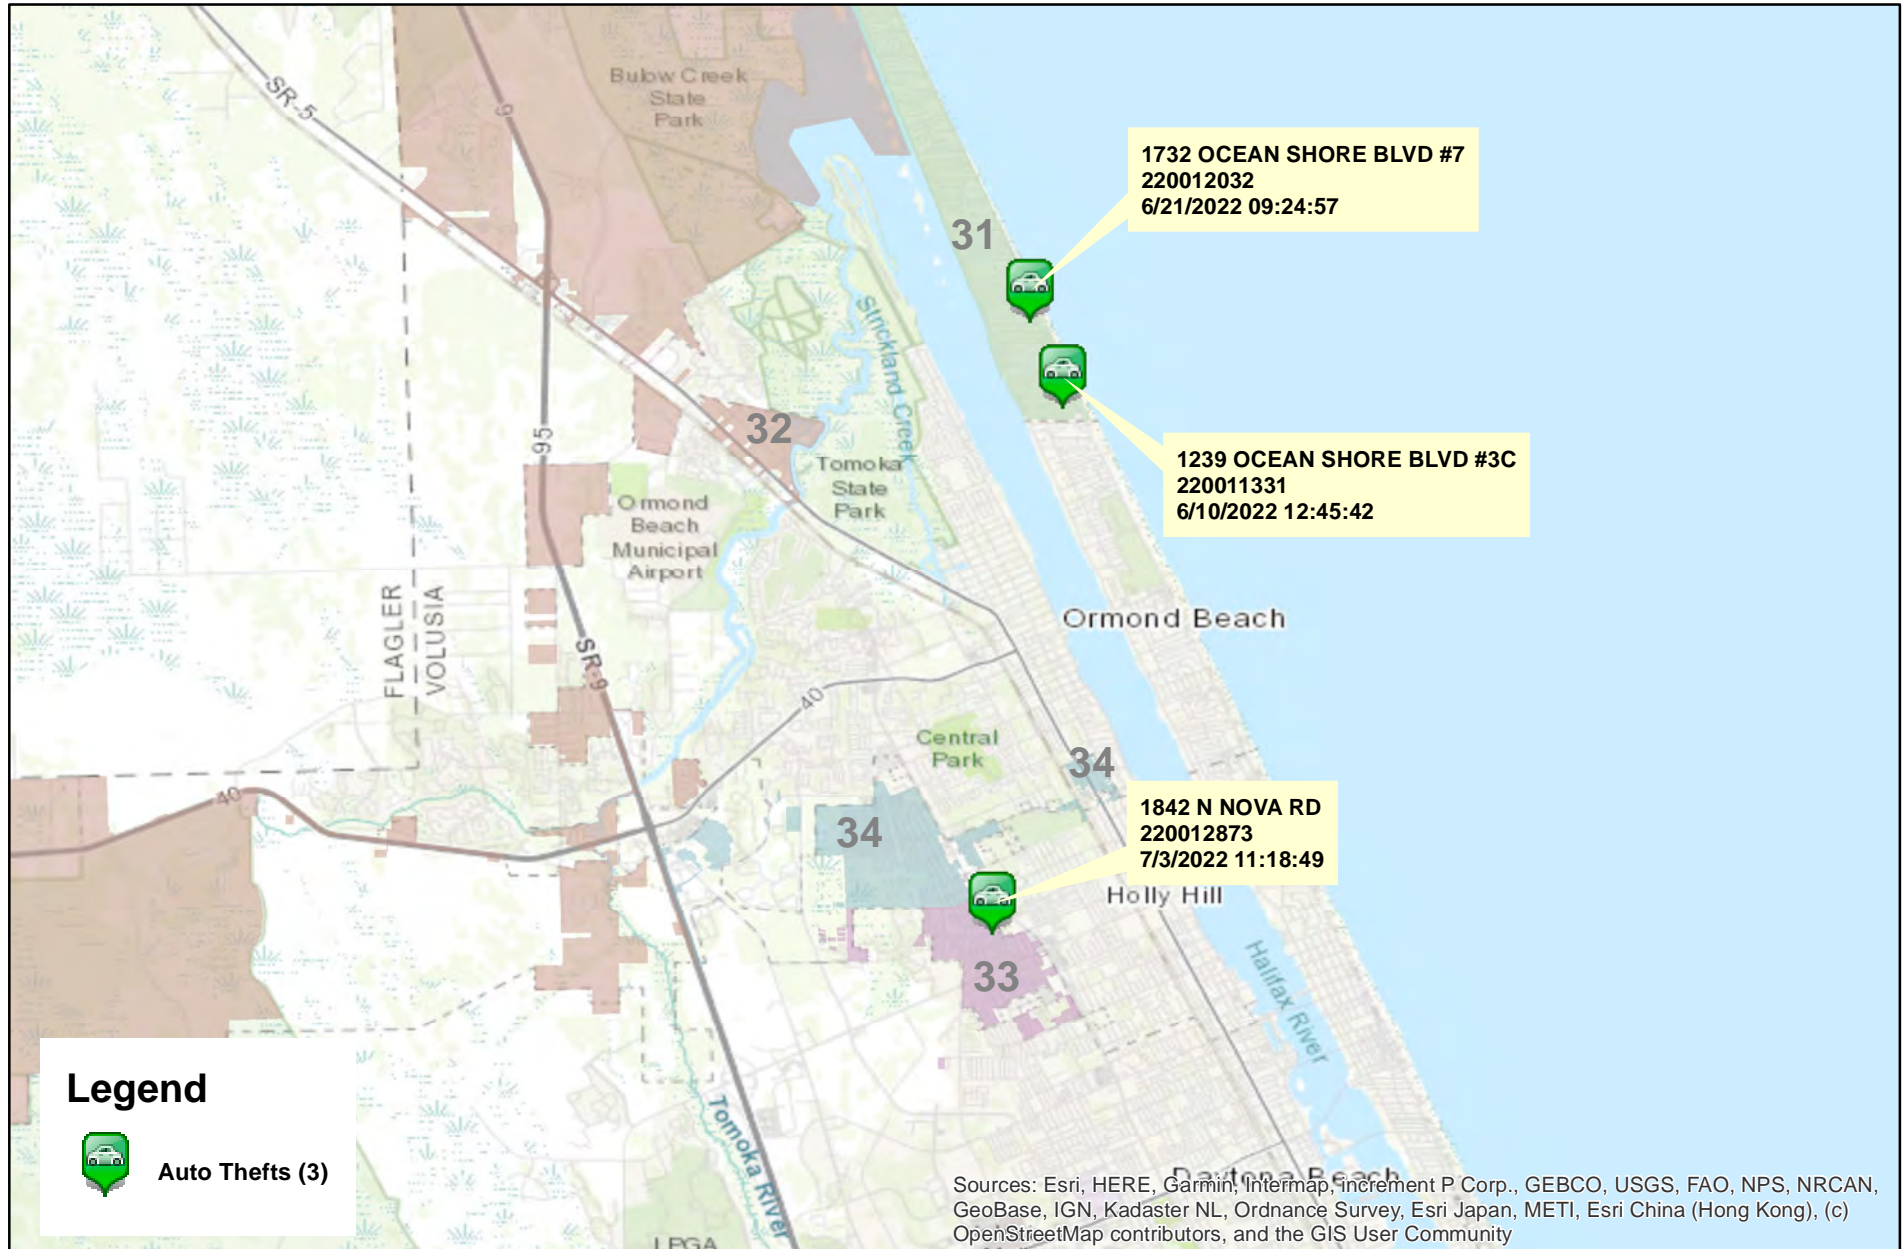 Bulow Creek
State
Park
SR-5
9
1732 OCEAN SHORE BLVD #7
220012032
6/21/2022 09:24:57
31
Strickland Creek
1239 OCEAN SHORE BLVD #3C
220011331
6/10/2022 12:45:42
32
95
Tomoka
State
Park
Ormond
Beach
Municipal
Airport
FLAGLER
VOLUSIA
Ormond Beach
SR-9
40
Central
Park
34
40
1842 N NOVA RD
220012873
7/3/2022 11:18:49
34
Holly Hill
33
Halifax River
Legend
Auto Thefts (3)
Tomoka River
Daytona Beach
LPGA
Sources: Esri, HERE, Garmin, Intermap, increment P Corp., GEBCO, USGS, FAO, NPS, NRCAN,
GeoBase, IGN, Kadaster NL, Ordnance Survey, Esri Japan, METI, Esri China (Hong Kong), (c)
OpenStreetMap contributors, and the GIS User Community